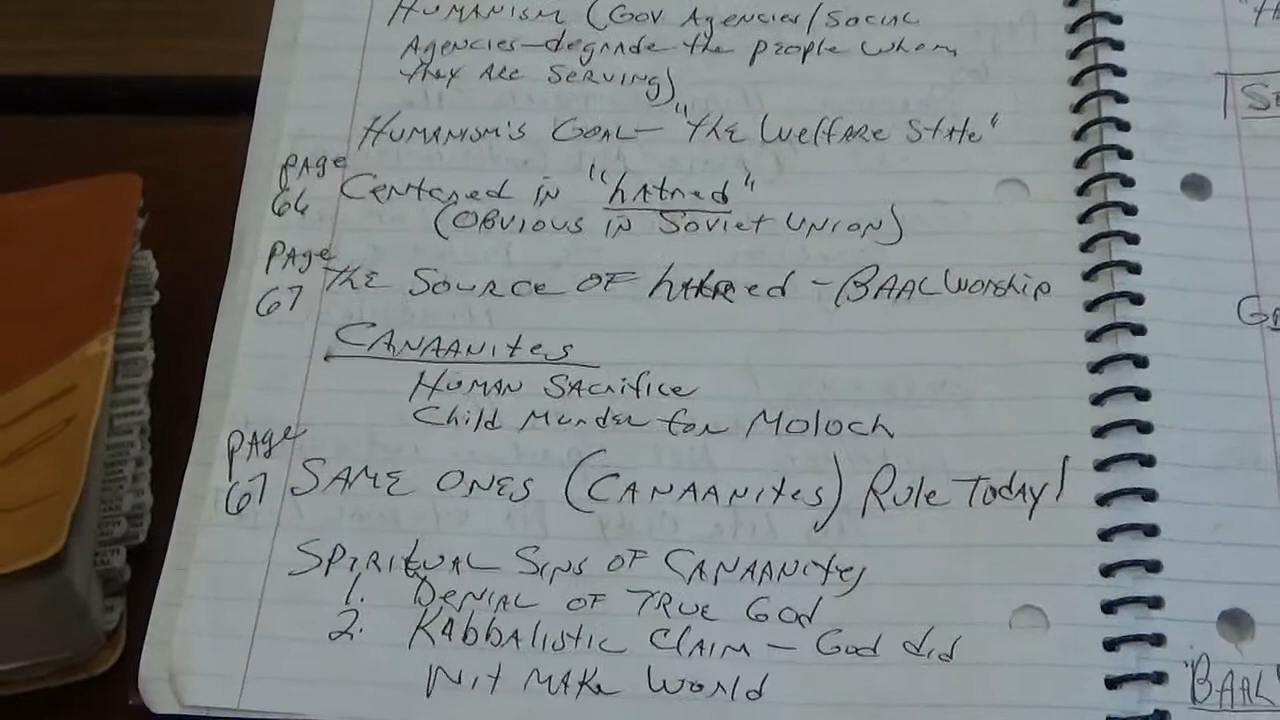 HUMANISM (GOV AGENCIES/SOCIAL
AGENCIES-degrade the people whom
they ARE SERVING)
HUMANISM'S GOAL- "the Welfare State"
PAGE
66
Centered in "hatred"
(OBVIOUS IN SOVIET UNION)
PAGE
67
the SOURCE OF hatred - BAAL Worship
CANAANITES
HUMAN SACRIFICE
Child Murder for MOLOCH
PAGE
67
SAME ONES (CANAANITES) Rule Today!
SPIRITUAL SINS OF CANAANITES
1. DENIAL OF TRUE GOD
2. KABBALISTIC CLAIM - God did
Not MAKE World
"BAAL"